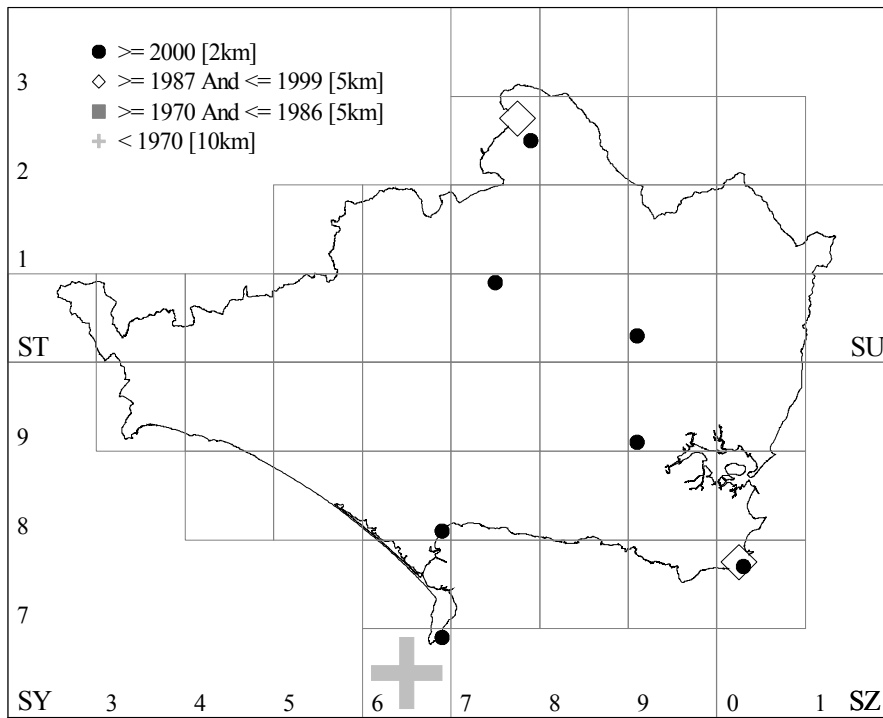 >= 2000 [2km]
>= 1987 And <= 1999 [5km]
>= 1970 And <= 1986 [5km]
< 1970 [10km]
3
2
1
ST SU
9
8
7
SY 3 4 5 6 7 8 9 0 1 SZ